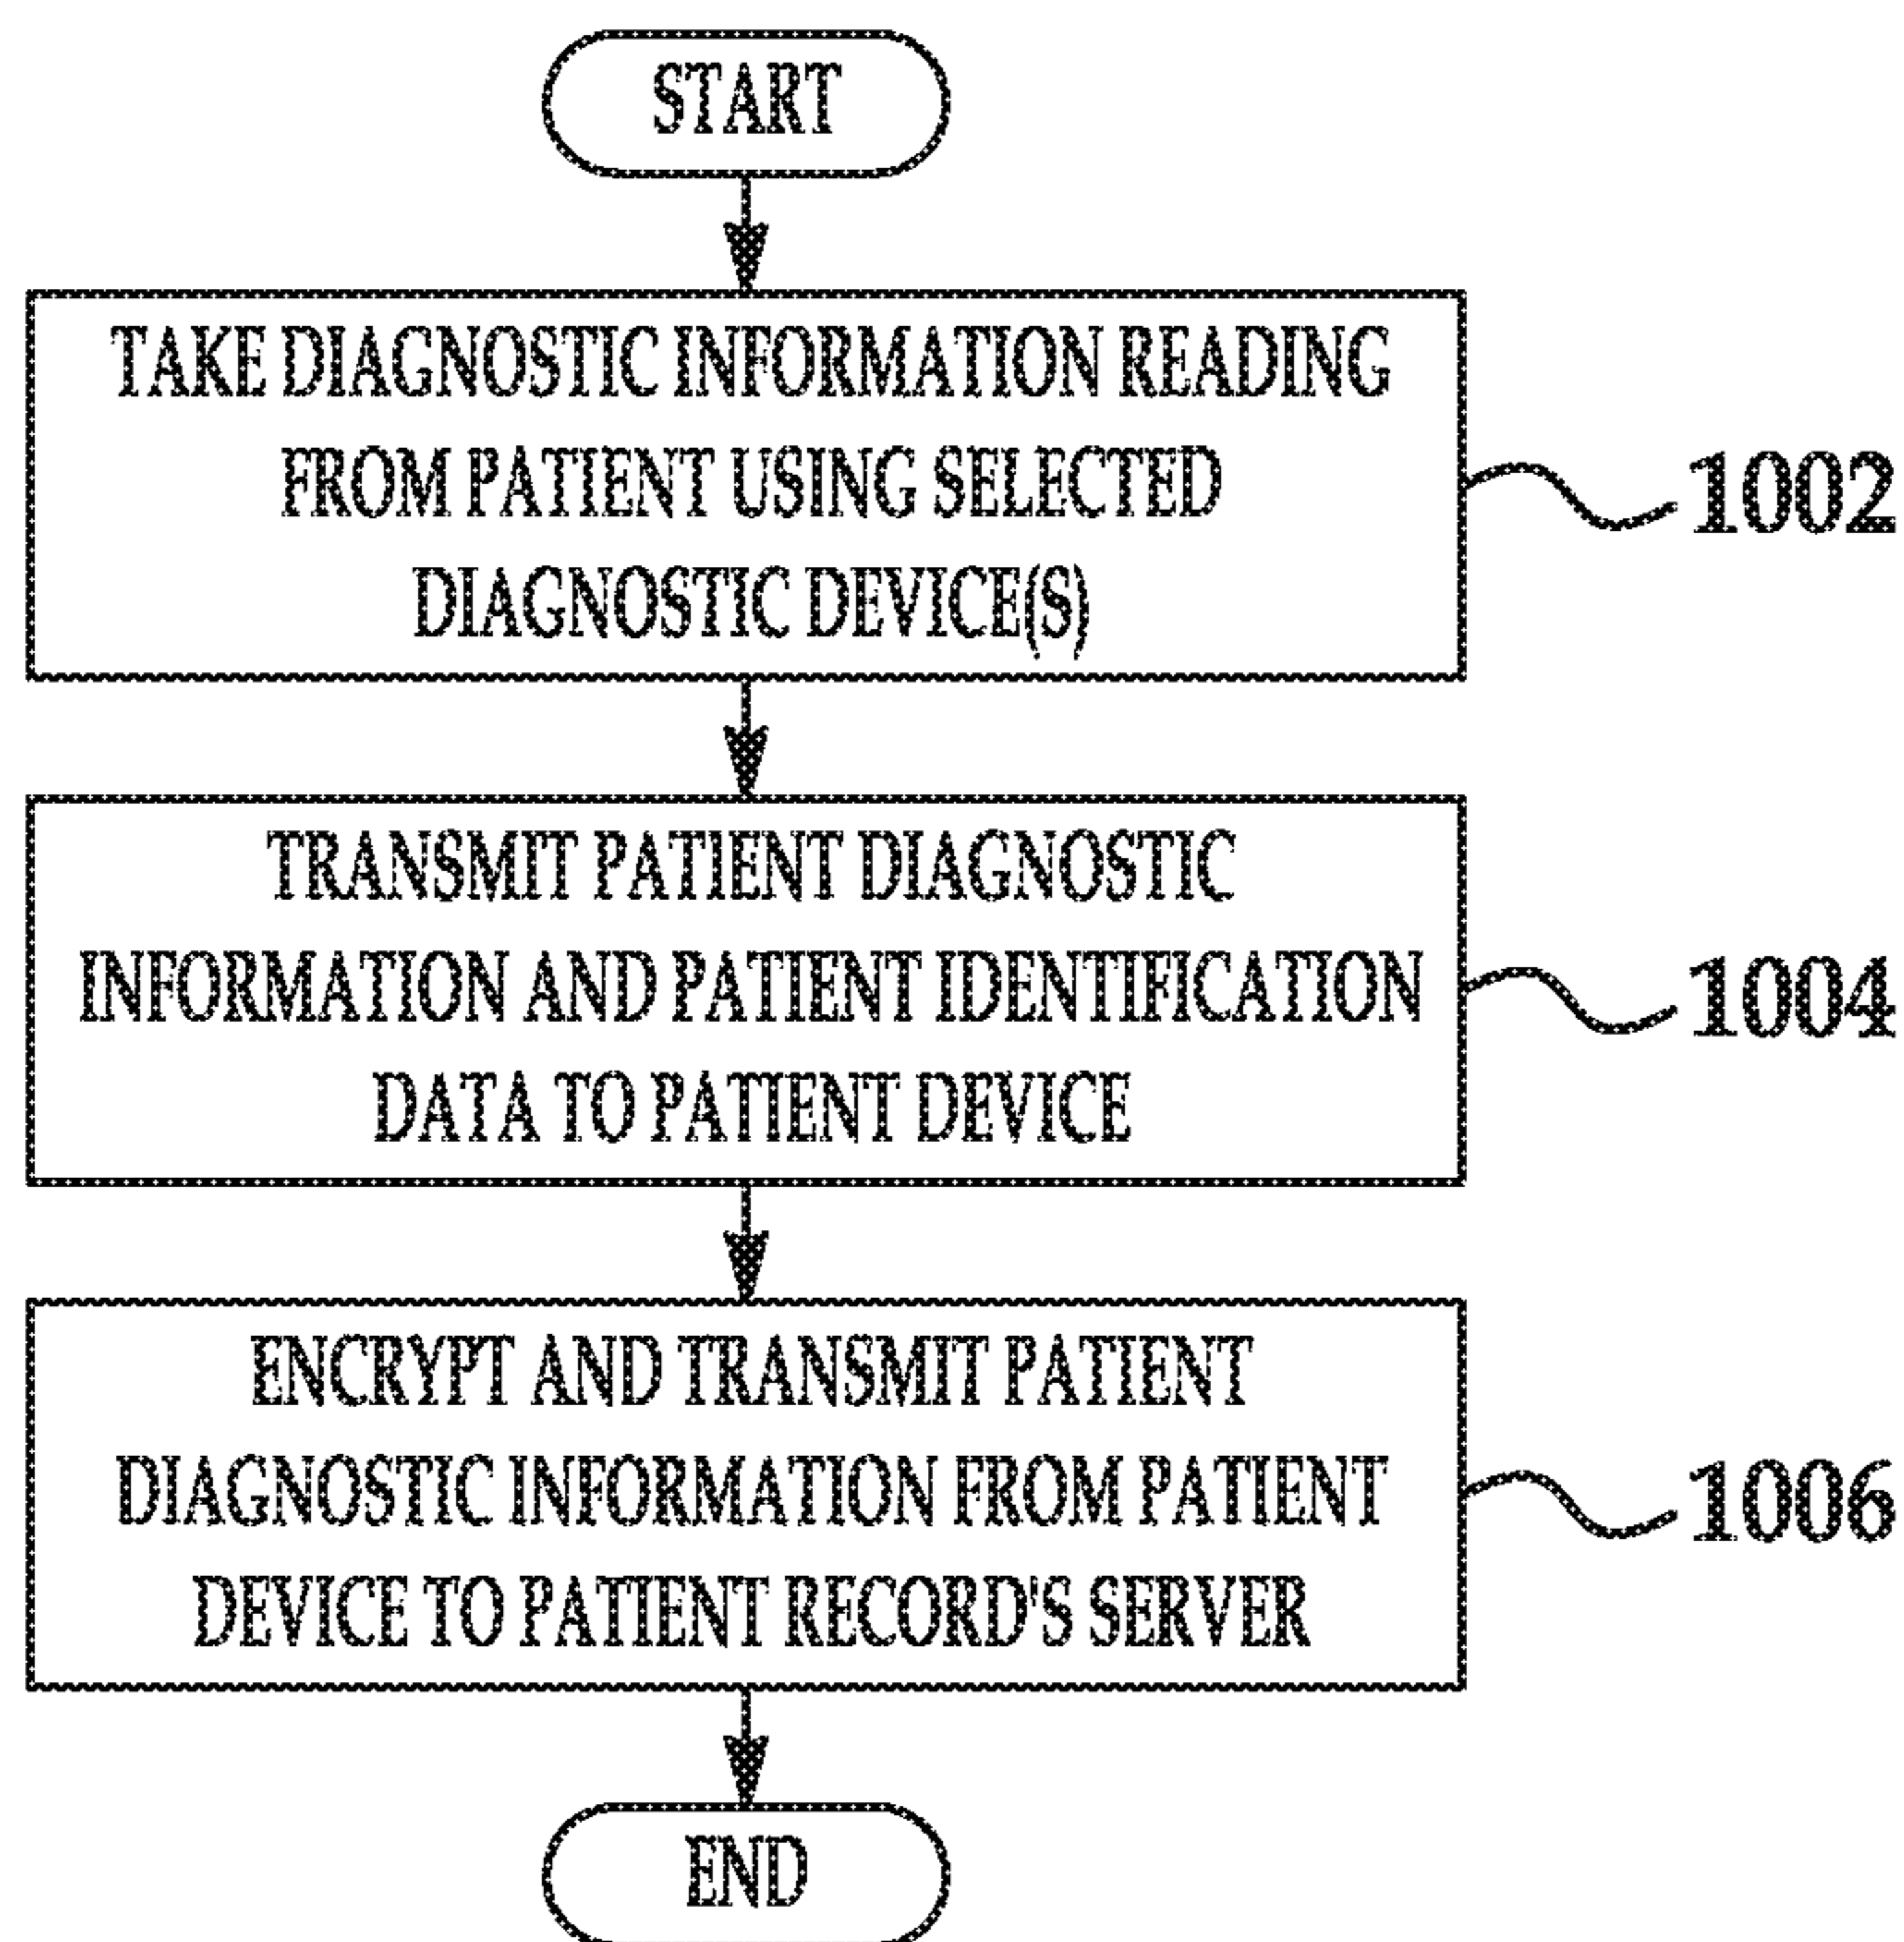 START
TAKE DIAGNOSTIC INFORMATION READING
FROM PATIENT USING SELECTED
DIAGNOSTIC DEVICE(S)
1002
TRANSMIT PATIENT DIAGNOSTIC
INFORMATION AND PATIENT IDENTIFICATION
DATA TO PATIENT DEVICE
1004
ENCRYPT AND TRANSMIT PATIENT
DIAGNOSTIC INFORMATION FROM PATIENT
DEVICE TO PATIENT RECORD'S SERVER
1006
END